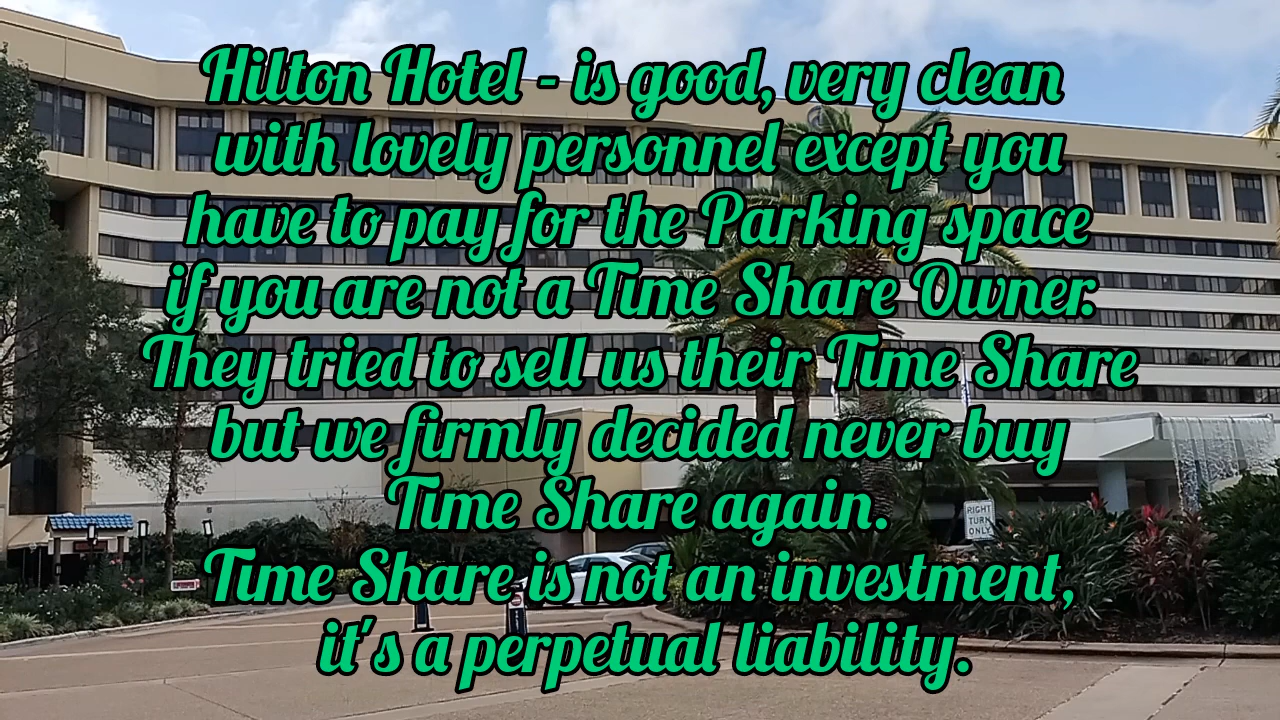 Hilton Hotel - is good, very clean
with lovely personnel except you
have to pay for the Parking space
if you are not a Time Share Owner.
They tried to sell us their Time Share
but we firmly decided never buy
Time Share again.
RIGHT
TURN
ONLY
Time Share is not an investment,
it's a perpetual liability.